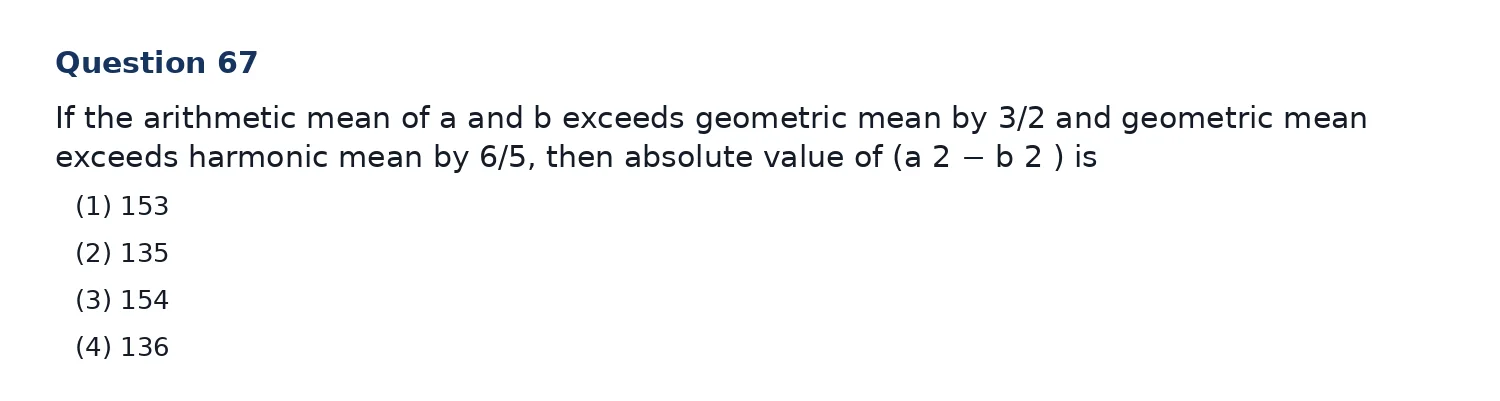 Question 67
If the arithmetic mean of a and b exceeds geometric mean by 3/2 and geometric mean
exceeds harmonic mean by 6/5, then absolute value of (a 2 − b 2 ) is
(1) 153
(2) 135
(3) 154
(4) 136